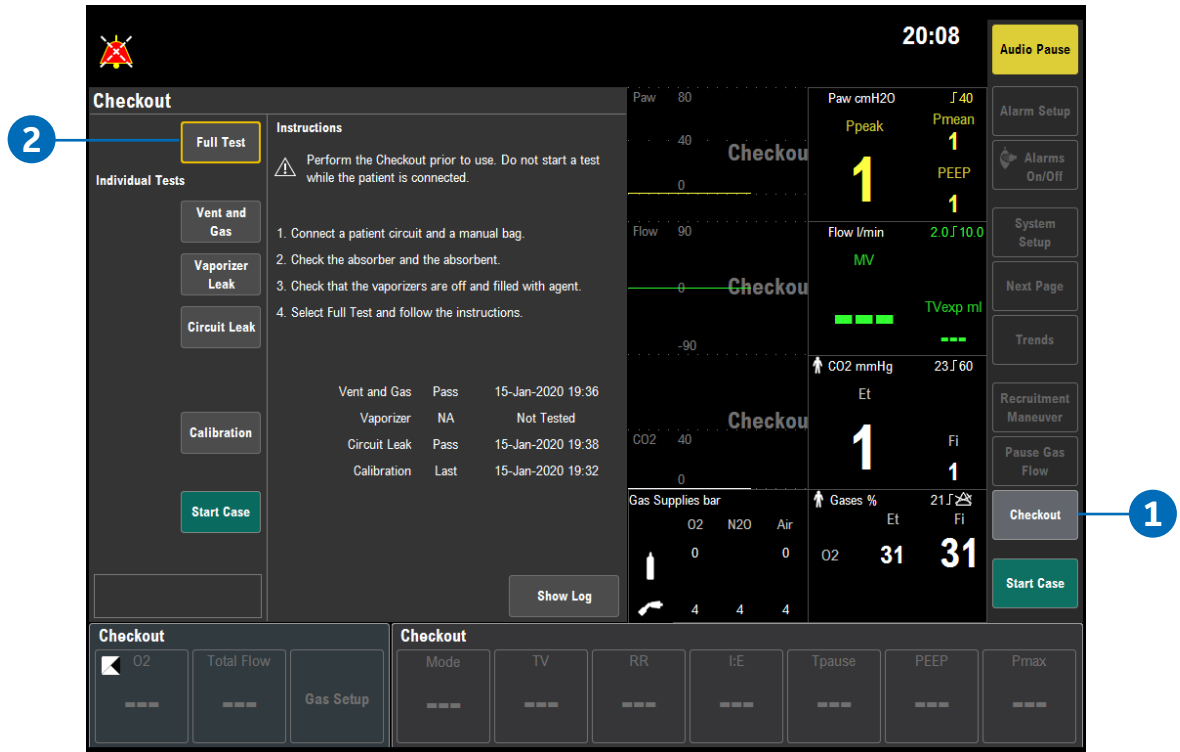 20:08
Audio Pause
Checkout
2
Full Test
Individual Tests
Vent and
Gas
Vaporizer
Leak
Circuit Leak
Calibration
Start Case
Instructions
Perform the Checkout prior to use. Do not start a test
while the patient is connected.
1. Connect a patient circuit and a manual bag.
2. Check the absorber and the absorbent.
3. Check that the vaporizers are off and filled with agent.
4. Select Full Test and follow the instructions.
Vent and Gas Pass 15-Jan-2020 19:36
Vaporizer NA Not Tested
Circuit Leak Pass 15-Jan-2020 19:38
Calibration Last 15-Jan-2020 19:32
Show Log
Paw 80
40
Checkou
0
Flow 90
0
Checkou
-90
Checkou
CO2 40
0
Paw cmH2O 40
Ppeak
Pmean
1
1
PEEP
1
Flow l/min 2.0 10.0
MV
---
TVexp ml
---
CO2 mmHg 23 60
Et
1
Fi
1
Gas Supplies bar
O2 N2O Air
0 0
4 4 4
Gases % 21
Et Fi
O2 31 31
Alarm Setup
Alarms
On/Off
System
Setup
Next Page
Trends
Recruitment
Maneuver
Pause Gas
Flow
Checkout
1
Start Case
Checkout
O2
---
Total Flow
---
Gas Setup
Checkout
Mode
---
TV
---
RR
---
I:E
---
Tpause
---
PEEP
---
Pmax
---